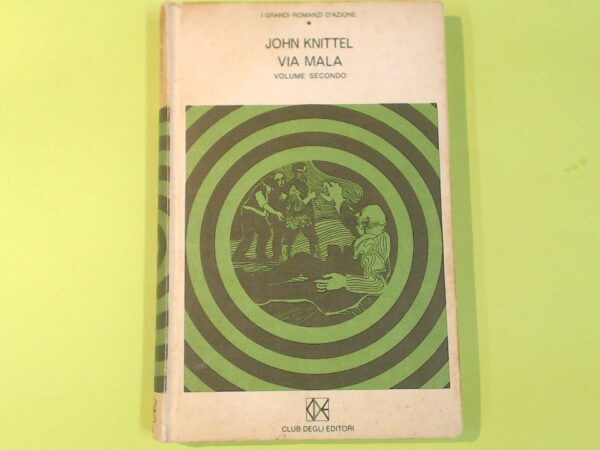 I GRANDI ROMANZI D'AZIONE
JOHN KNITTEL
VIA MALA
VOLUME SECONDO
CLUB DEGLI EDITORI